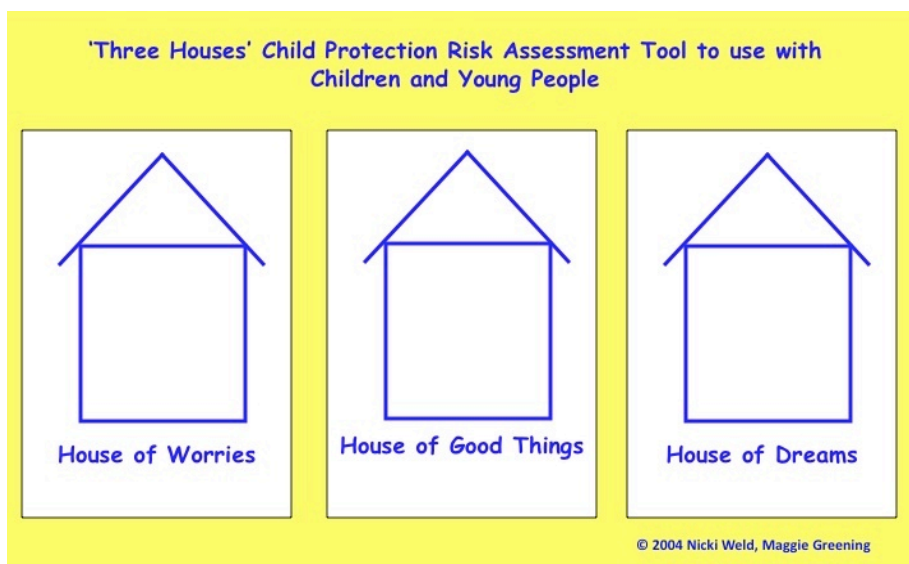 ‘Three Houses’ Child Protection Risk Assessment Tool to use with
Children and Young People
House of Worries
House of Good Things
House of Dreams
© 2004 Nicki Weld, Maggie Greening